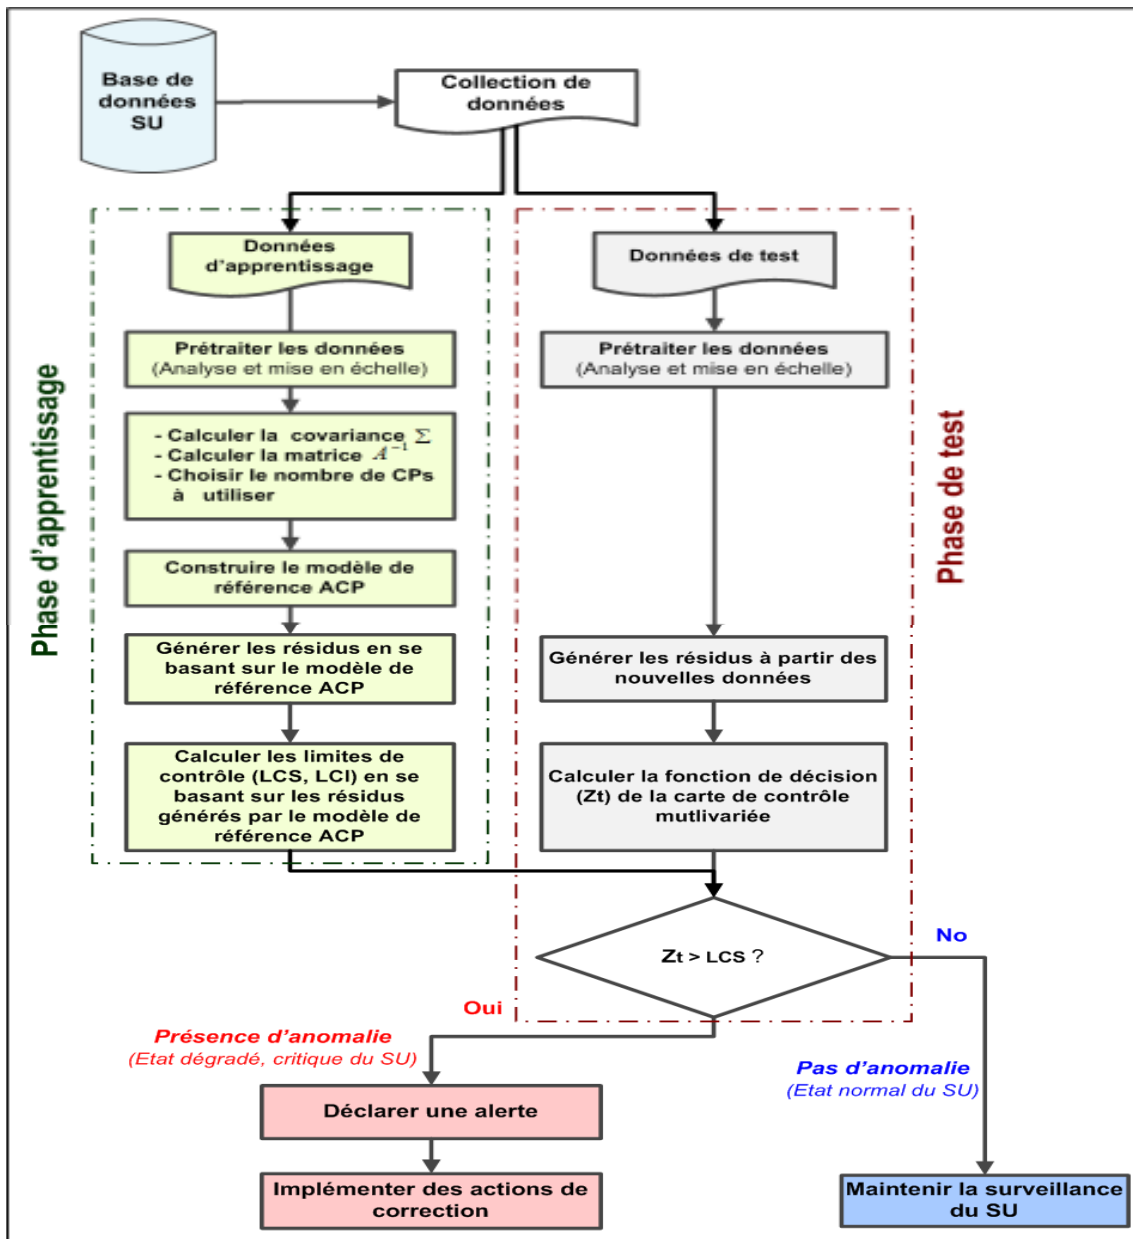 Base de
données
SU
Collection de
données
Données
d'apprentissage
Données de test
Prétraiter les données
(Analyse et mise en échelle)
Prétraiter les données
(Analyse et mise en échelle)
- Calculer la covariance Σ
- Calculer la matrice A⁻¹
- Choisir le nombre de CPs
à utiliser
Construire le modèle de
référence ACP
Générer les résidus en se
basant sur le modèle de
référence ACP
Générer les résidus à partir des
nouvelles données
Calculer les limites de
contrôle (LCS, LCI) en se
basant sur les résidus
générés par le modèle de
référence ACP
Calculer la fonction de décision
(Zt) de la carte de contrôle
mutlivariée
Phase d'apprentissage
Phase de test
Zt > LCS ?
No
Oui
Présence d'anomalie
(Etat dégradé, critique du SU)
Pas d'anomalie
(Etat normal du SU)
Déclarer une alerte
Implémenter des actions de
correction
Maintenir la surveillance
du SU